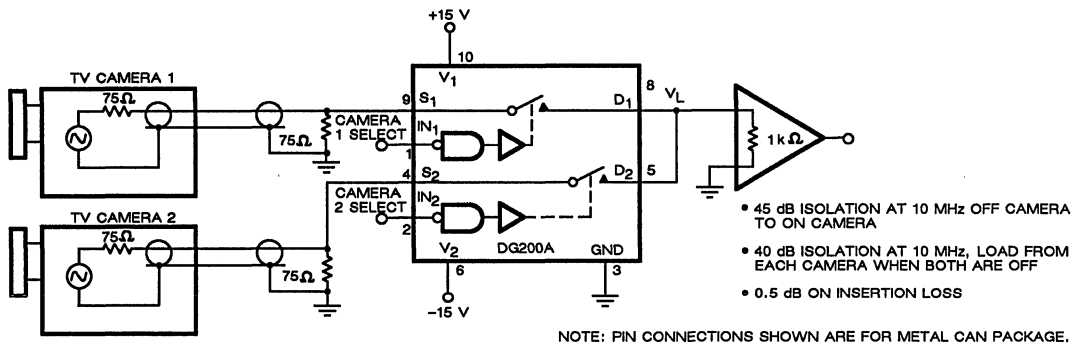 +15 V
10
V1
TV CAMERA 1
75Ω
75Ω
9
S1
CAMERA
1 SELECT
IN1
1
D1
8
VL
1 kΩ
4
S2
D2
5
CAMERA
2 SELECT
IN2
2
TV CAMERA 2
75Ω
75Ω
V2
DG200A
GND
6
3
–15 V
• 45 dB ISOLATION AT 10 MHz OFF CAMERA
TO ON CAMERA
• 40 dB ISOLATION AT 10 MHz, LOAD FROM
EACH CAMERA WHEN BOTH ARE OFF
• 0.5 dB ON INSERTION LOSS
NOTE: PIN CONNECTIONS SHOWN ARE FOR METAL CAN PACKAGE.